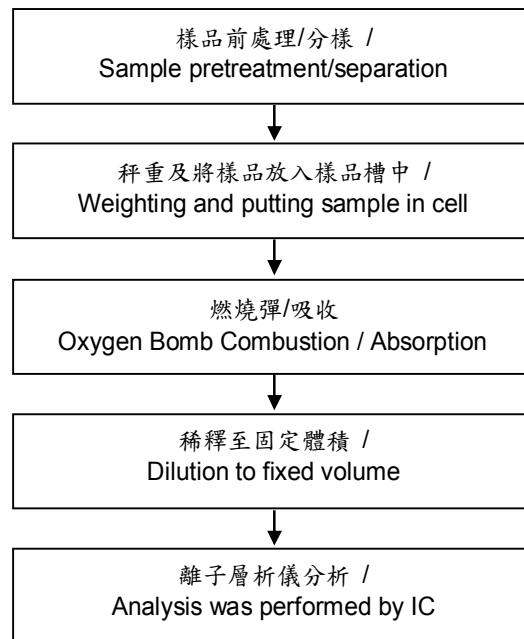 樣品前處理/分樣 /
Sample pretreatment/separation
秤重及將樣品放入樣品槽中 /
Weighting and putting sample in cell
燃燒彈/吸收
Oxygen Bomb Combustion / Absorption
稀釋至固定體積 /
Dilution to fixed volume
離子層析儀分析 /
Analysis was performed by IC